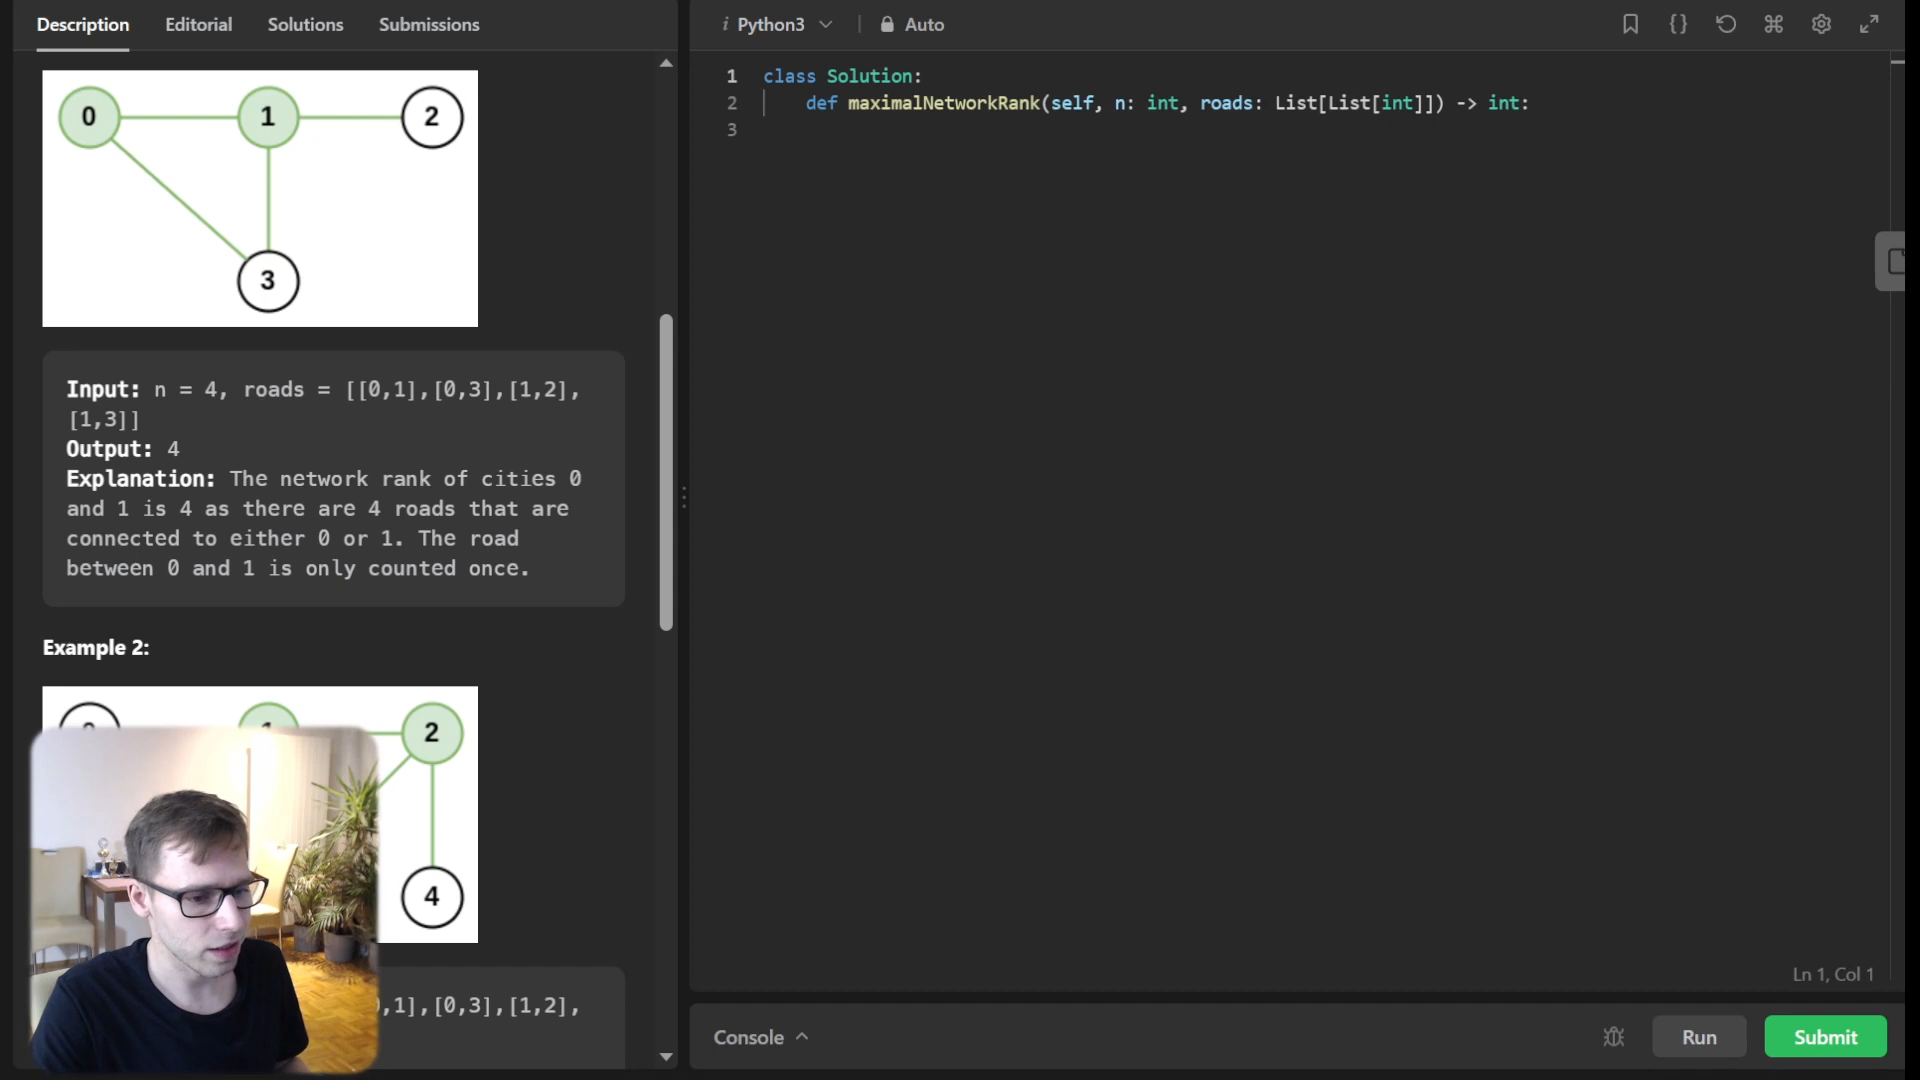 Description Editorial Solutions Submissions
0 1 2
3
Input: n = 4, roads = [[0,1],[0,3],[1,2],
[1,3]]
Output: 4
Explanation: The network rank of cities 0
and 1 is 4 as there are 4 roads that are
connected to either 0 or 1. The road
between 0 and 1 is only counted once.
Example 2:
2
4
,1],[0,3],[1,2],
i Python3 Auto
{}
1 class Solution:
2 def maximalNetworkRank(self, n: int, roads: List[List[int]]) -> int:
3
Ln 1, Col 1
Console Run Submit